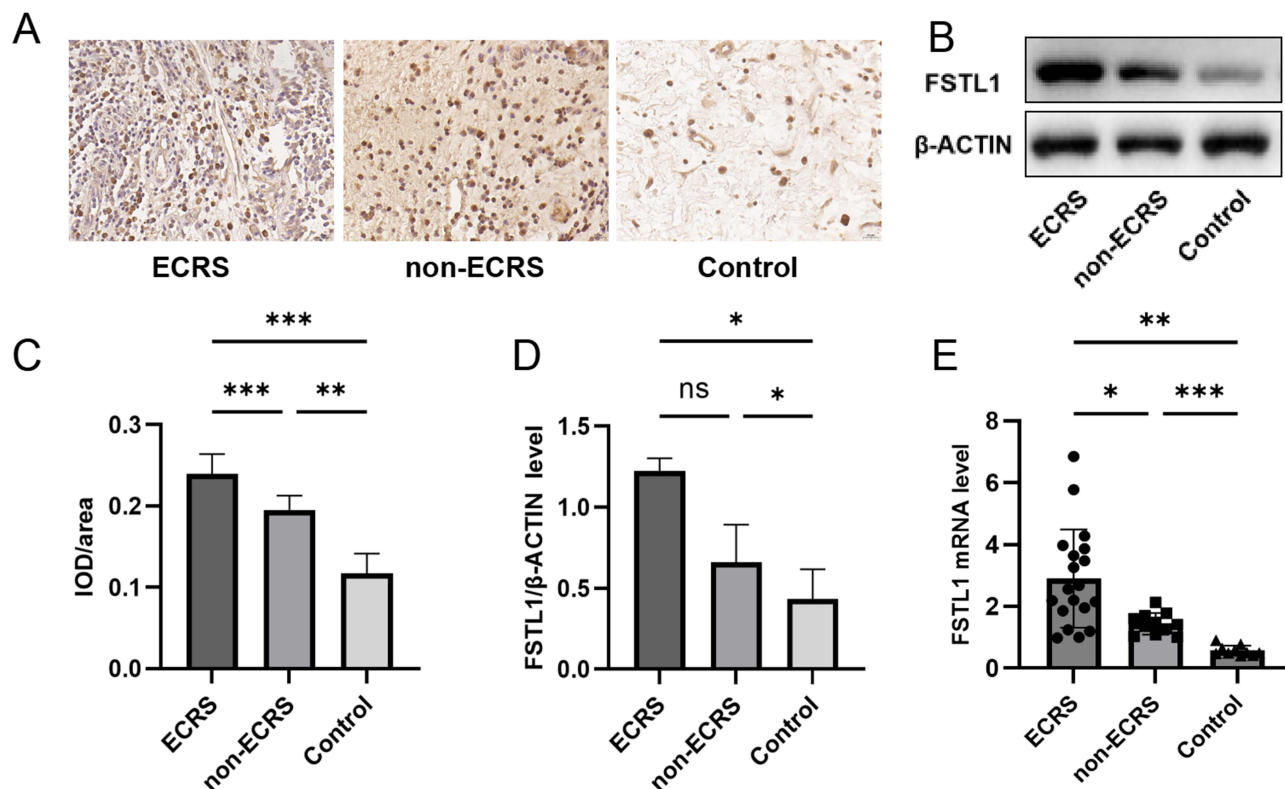 A
ECRS
non-ECRS
Control
B
FSTL1
β-ACTIN
ECRS
non-ECRS
Control
C
***
***
**
IOD/area
0.3
0.2
0.1
0.0
ECRS
non-ECRS
Control
D
*
ns
*
FSTL1/β-ACTIN level
1.5
1.0
0.5
0.0
ECRS
non-ECRS
Control
E
**
*
***
FSTL1 mRNA level
8
6
4
2
0
ECRS
non-ECRS
Control